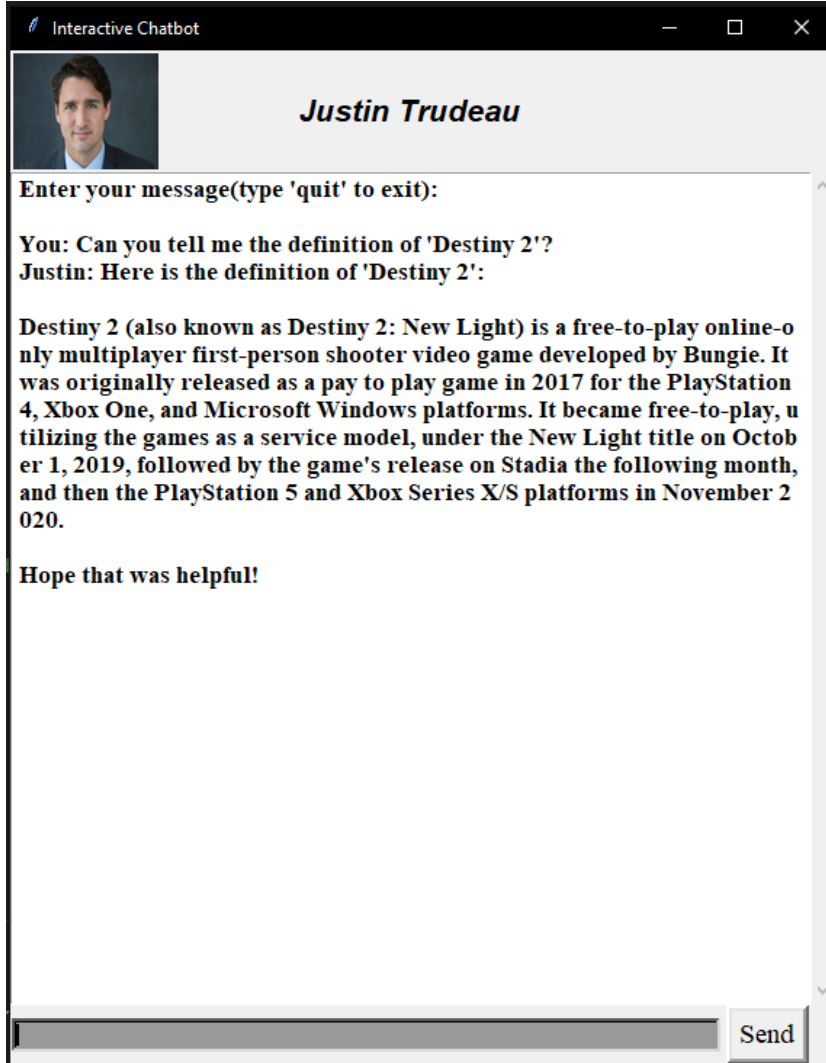 Interactive Chatbot
Justin Trudeau
Enter your message(type 'quit' to exit):
You: Can you tell me the definition of 'Destiny 2'?
Justin: Here is the definition of 'Destiny 2':
Destiny 2 (also known as Destiny 2: New Light) is a free-to-play online-o
nly multiplayer first-person shooter video game developed by Bungie. It
was originally released as a pay to play game in 2017 for the PlayStation
4, Xbox One, and Microsoft Windows platforms. It became free-to-play, u
tilizing the games as a service model, under the New Light title on Octob
er 1, 2019, followed by the game's release on Stadia the following month,
and then the PlayStation 5 and Xbox Series X/S platforms in November 2
020.
Hope that was helpful!
Send